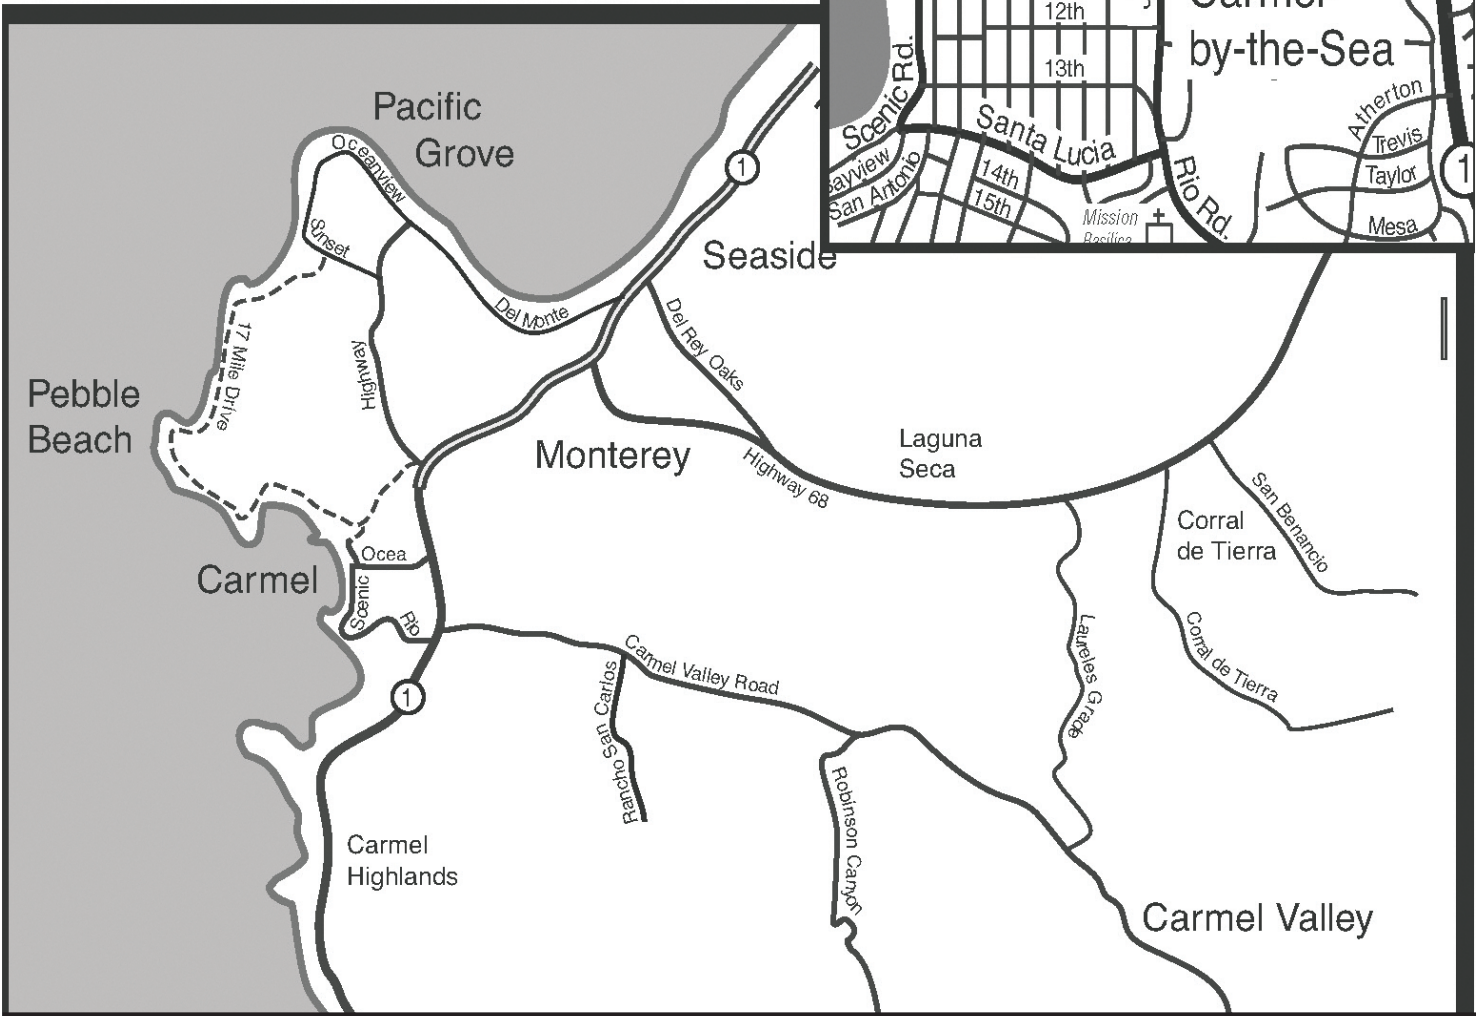 12th
Carmel
by-the-Sea
13th
Scenic Rd.
Santa Lucia
Atherton
Trevis
Taylor
Mesa
1
Bayview
San Antonio
14th
15th
Rio Rd.
Mission
Basilica
Pacific
Grove
Oceanview
Sunset
1
Seaside
Del Monte
Del Rey Oaks
17 Mile Drive
Highway
Pebble
Beach
Monterey
Highway 68
Laguna
Seca
San Benancio
Corral
de Tierra
Corral de Tierra
Carmel
Ocea
Scenic
Rio
1
Carmel Valley Road
Rancho San Carlos
Laureles Grade
Robinson Canyon
Carmel
Highlands
Carmel Valley